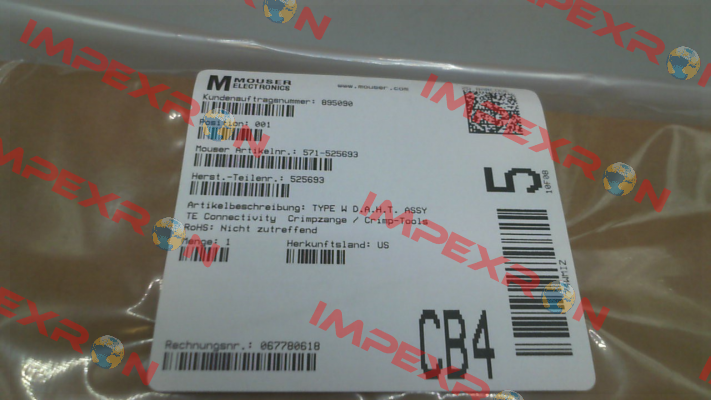 MOUSER
ELECTRONICS
www.mouser.com
Kundenauftragsnummer: 895090
Position: 001
Mouser Artikelnr.: 571-525693
Herst.-Teilenr.: 525693
Artikelbeschreibung: TYPE W D.A.H.T. ASSY
TE Connectivity Crimpzange / Crimp-Tools
RoHS: Nicht zutreffend
Menge: 1
Herkunftsland: US
Rechnungsnr.: 067780618
CB4
5
IMPEXRON
IMPEXRON
IMPEXRON
IMPEXRON
IMPEXRON